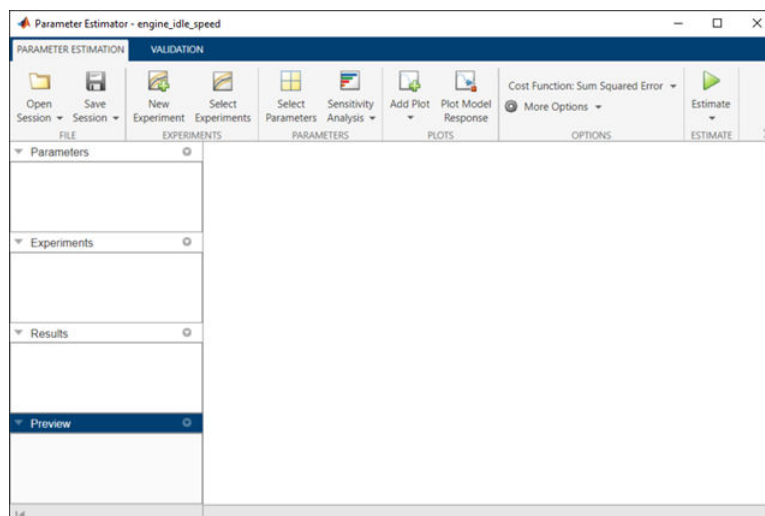 Parameter Estimator - engine_idle_speed
PARAMETER ESTIMATION VALIDATION
Open Session
Save Session
New Experiment
Select Experiments
Select Parameters
Sensitivity Analysis
Add Plot
Plot Model Response
Cost Function: Sum Squared Error
More Options
Estimate
FILE EXPERIMENTS PARAMETERS PLOTS OPTIONS ESTIMATE
Parameters
Experiments
Results
Preview